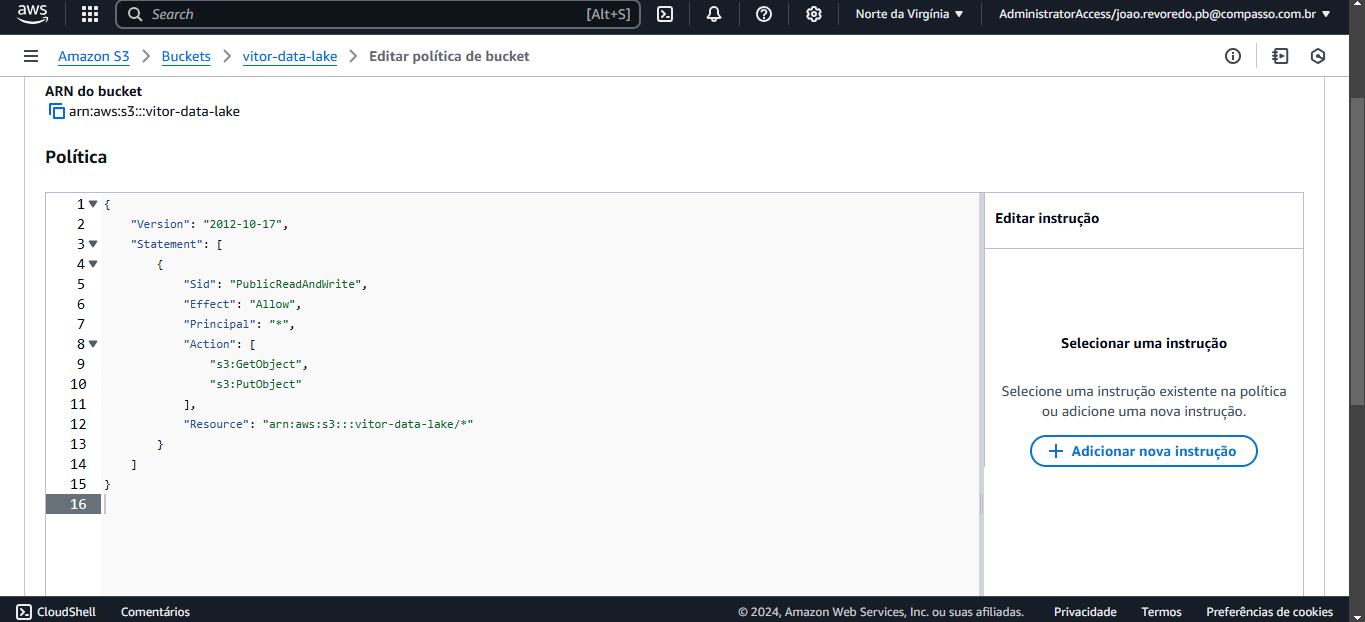 aws
Search [Alt+S] Norte da Virgínia AdministratorAccess/joao.revoredo.pb@compasso.com.br
Amazon S3 > Buckets > vitor-data-lake > Editar política de bucket
ARN do bucket
arn:aws:s3:::vitor-data-lake
Política
1 {
2 "Version": "2012-10-17",
3 "Statement": [
4 {
5 "Sid": "PublicReadAndWrite",
6 "Effect": "Allow",
7 "Principal": "*",
8 "Action": [
9 "s3:GetObject",
10 "s3:PutObject"
11 ],
12 "Resource": "arn:aws:s3:::vitor-data-lake/*"
13 }
14 ]
15 }
16
Editar instrução
Selecionar uma instrução
Selecione uma instrução existente na política
ou adicione uma nova instrução.
+ Adicionar nova instrução
CloudShell Comentários © 2024, Amazon Web Services, Inc. ou suas afiliadas. Privacidade Termos Preferências de cookies